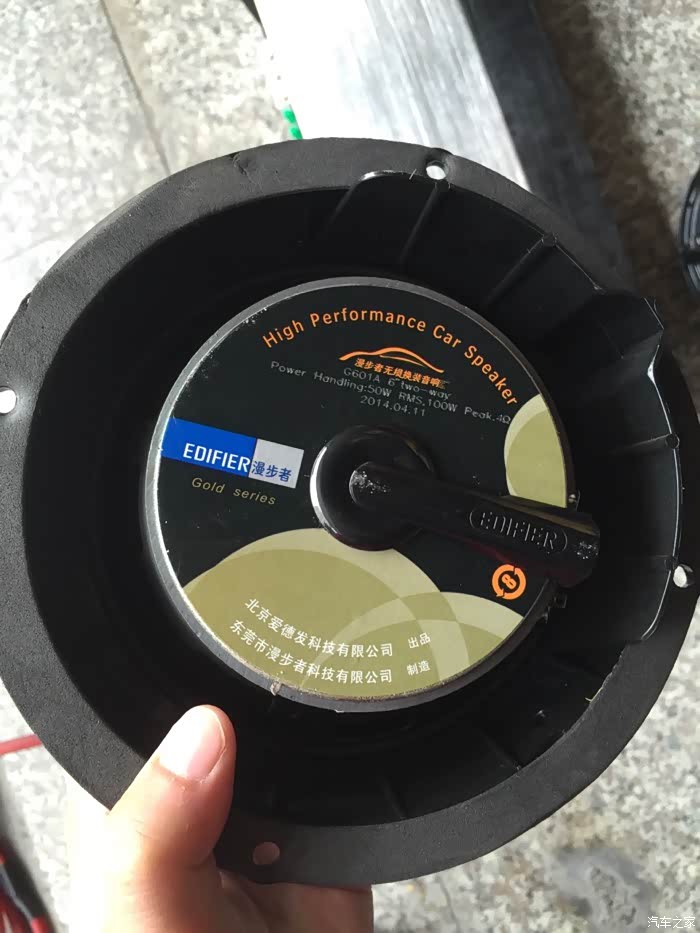 High Performance Car Speaker
漫步者无损换装音响
G601A 6"two-way
Power Handling:50W RMS,100W Peak.4Ω
2014.04.11
EDIFIER漫步者
Gold series
EDIFIER
8
北京爱德发科技有限公司 出品
东莞市漫步者科技有限公司 制造
汽车之家